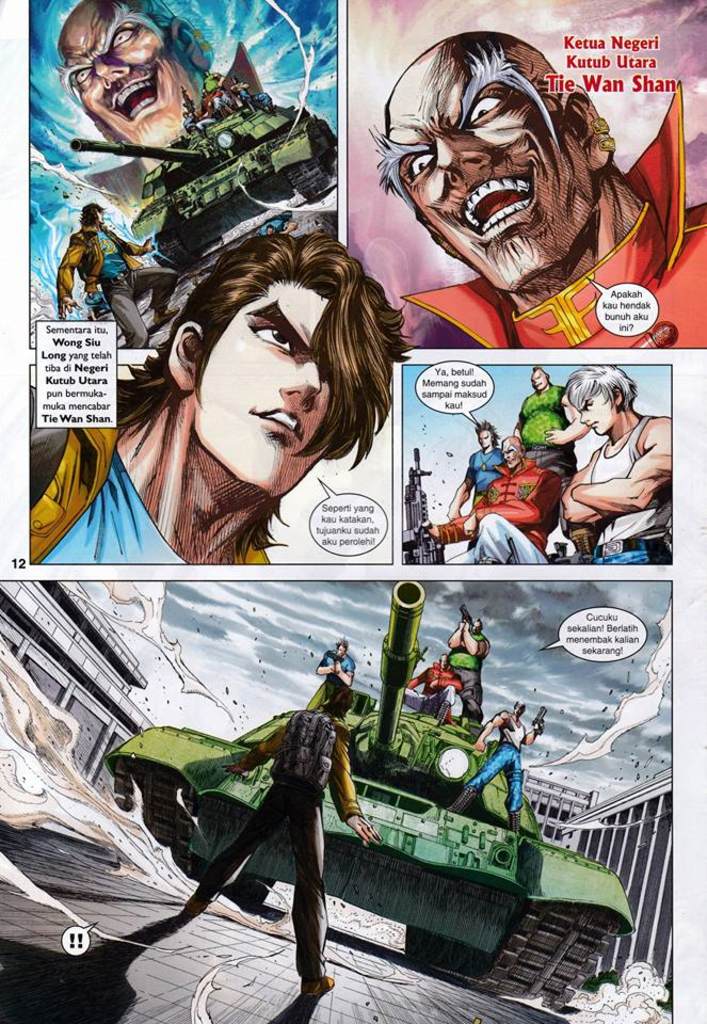 Ketua Negeri
Kutub Utara
Tie Wan Shan
Apakah
kau hendak
bunuh aku
ini?
Sementara itu,
Wong Siu
Long yang telah
tiba di Negeri
Kutub Utara
pun bermuka-
muka mencabar
Tie Wan Shan.
Seperti yang
kau katakan,
tujuanku sudah
aku perolehi!
Ya, betul!
Memang sudah
sampai maksud
kau!
12
Cucuku
sekalian! Berlatih
menembak kalian
sekarang!
!!